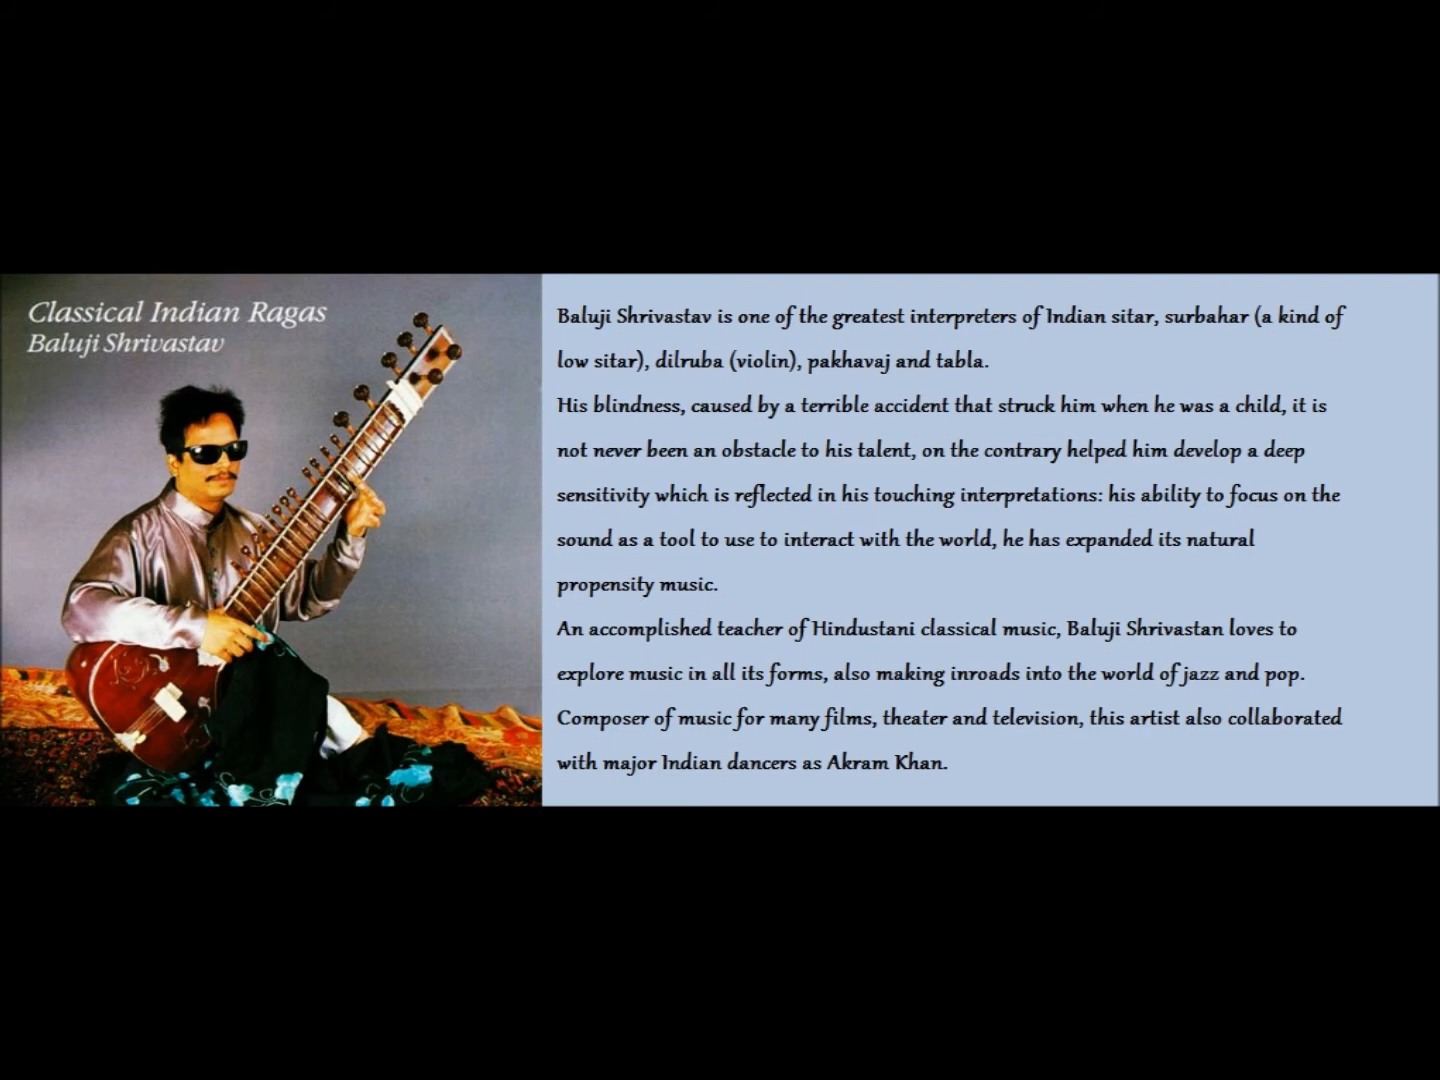 Classical Indian Ragas
Baluji Shrivastav
Baluji Shrivastav is one of the greatest interpreters of Indian sitar, surbahar (a kind of
low sitar), dilruba (violin), pakhavaj and tabla.
His blindness, caused by a terrible accident that struck him when he was a child, it is
not never been an obstacle to his talent, on the contrary helped him develop a deep
sensitivity which is reflected in his touching interpretations: his ability to focus on the
sound as a tool to use to interact with the world, he has expanded its natural
propensity music.
An accomplished teacher of Hindustani classical music, Baluji Shrivastan loves to
explore music in all its forms, also making inroads into the world of jazz and pop.
Composer of music for many films, theater and television, this artist also collaborated
with major Indian dancers as Akram Khan.